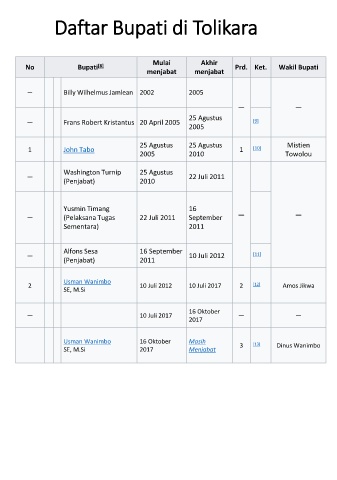 Daftar Bupati di Tolikara
No Bupati[8] Mulai menjabat Akhir menjabat Prd. Ket. Wakil Bupati
— Billy Wilhelmus Jamlean 2002 2005 — —
— Frans Robert Kristantus 20 April 2005 25 Agustus 2005 [9]
1 John Tabo 25 Agustus 2005 25 Agustus 2010 1 [10] Mistien Towolou
— Washington Turnip (Penjabat) 25 Agustus 2010 22 Juli 2011 — —
— Yusmin Timang (Pelaksana Tugas Sementara) 22 Juli 2011 16 September 2011
— Alfons Sesa (Penjabat) 16 September 2011 10 Juli 2012 [11]
2 Usman Wanimbo SE, M.Si 10 Juli 2012 10 Juli 2017 2 [12] Amos Jikwa
— 10 Juli 2017 16 Oktober 2017 — —
Usman Wanimbo SE, M.Si 16 Oktober 2017 Masih Menjabat 3 [13] Dinus Wanimbo